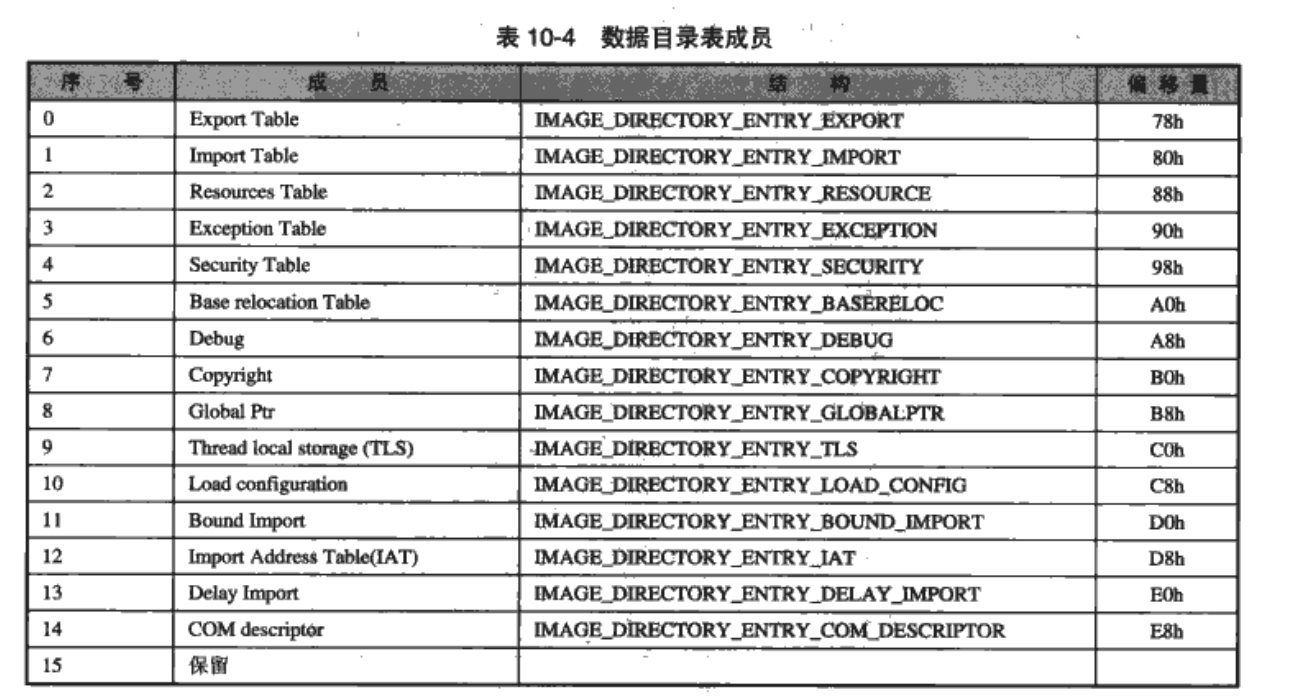 表 10-4 数据目录表成员
序 号 成 员 结 构 偏 移 量
0 Export Table IMAGE_DIRECTORY_ENTRY_EXPORT 78h
1 Import Table IMAGE_DIRECTORY_ENTRY_IMPORT 80h
2 Resources Table IMAGE_DIRECTORY_ENTRY_RESOURCE 88h
3 Exception Table IMAGE_DIRECTORY_ENTRY_EXCEPTION 90h
4 Security Table IMAGE_DIRECTORY_ENTRY_SECURITY 98h
5 Base relocation Table IMAGE_DIRECTORY_ENTRY_BASERELOC A0h
6 Debug IMAGE_DIRECTORY_ENTRY_DEBUG A8h
7 Copyright IMAGE_DIRECTORY_ENTRY_COPYRIGHT B0h
8 Global Ptr IMAGE_DIRECTORY_ENTRY_GLOBALPTR B8h
9 Thread local storage (TLS) IMAGE_DIRECTORY_ENTRY_TLS C0h
10 Load configuration IMAGE_DIRECTORY_ENTRY_LOAD_CONFIG C8h
11 Bound Import IMAGE_DIRECTORY_ENTRY_BOUND_IMPORT D0h
12 Import Address Table(IAT) IMAGE_DIRECTORY_ENTRY_IAT D8h
13 Delay Import IMAGE_DIRECTORY_ENTRY_DELAY_IMPORT E0h
14 COM descriptor IMAGE_DIRECTORY_ENTRY_COM_DESCRIPTOR E8h
15 保留